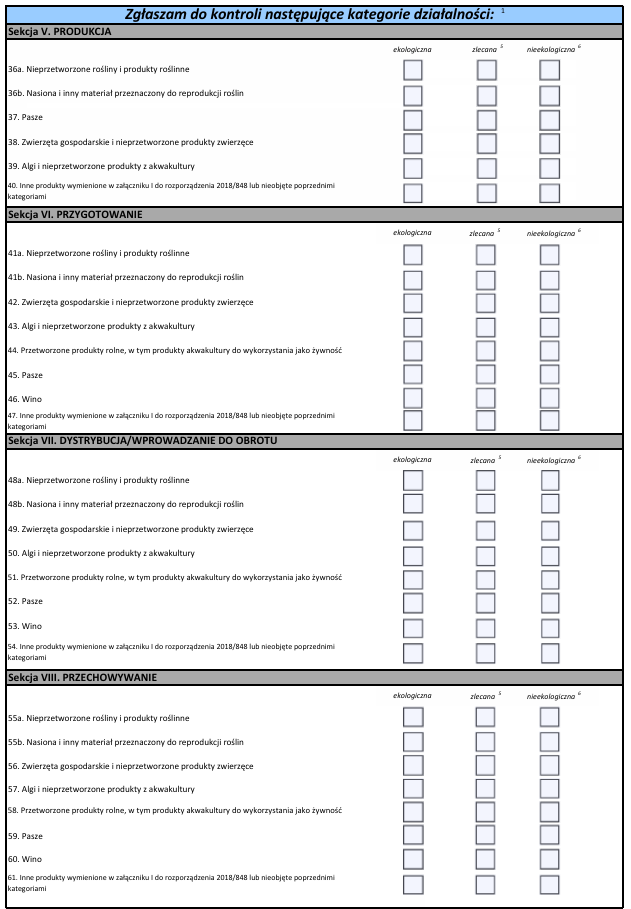 Zgłaszam do kontroli następujące kategorie działalności: 1
Sekcja V. PRODUKCJA
ekologiczna zlecana 5 nieekologiczna 6
36a. Nieprzetworzone rośliny i produkty roślinne
36b. Nasiona i inny materiał przeznaczony do reprodukcji roślin
37. Pasze
38. Zwierzęta gospodarskie i nieprzetworzone produkty zwierzęce
39. Algi i nieprzetworzone produkty z akwakultury
40. Inne produkty wymienione w załączniku I do rozporządzenia 2018/848 lub nieobjęte poprzednimi
kategoriami
Sekcja VI. PRZYGOTOWANIE
ekologiczna zlecana 5 nieekologiczna 6
41a. Nieprzetworzone rośliny i produkty roślinne
41b. Nasiona i inny materiał przeznaczony do reprodukcji roślin
42. Zwierzęta gospodarskie i nieprzetworzone produkty zwierzęce
43. Algi i nieprzetworzone produkty z akwakultury
44. Przetworzone produkty rolne, w tym produkty akwakultury do wykorzystania jako żywność
45. Pasze
46. Wino
47. Inne produkty wymienione w załączniku I do rozporządzenia 2018/848 lub nieobjęte poprzednimi
kategoriami
Sekcja VII. DYSTRYBUCJA/WPROWADZANIE DO OBROTU
ekologiczna zlecana 5 nieekologiczna 6
48a. Nieprzetworzone rośliny i produkty roślinne
48b. Nasiona i inny materiał przeznaczony do reprodukcji roślin
49. Zwierzęta gospodarskie i nieprzetworzone produkty zwierzęce
50. Algi i nieprzetworzone produkty z akwakultury
51. Przetworzone produkty rolne, w tym produkty akwakultury do wykorzystania jako żywność
52. Pasze
53. Wino
54. Inne produkty wymienione w załączniku I do rozporządzenia 2018/848 lub nieobjęte poprzednimi
kategoriami
Sekcja VIII. PRZECHOWYWANIE
ekologiczna zlecana 5 nieekologiczna 6
55a. Nieprzetworzone rośliny i produkty roślinne
55b. Nasiona i inny materiał przeznaczony do reprodukcji roślin
56. Zwierzęta gospodarskie i nieprzetworzone produkty zwierzęce
57. Algi i nieprzetworzone produkty z akwakultury
58. Przetworzone produkty rolne, w tym produkty akwakultury do wykorzystania jako żywność
59. Pasze
60. Wino
61. Inne produkty wymienione w załączniku I do rozporządzenia 2018/848 lub nieobjęte poprzednimi
kategoriami